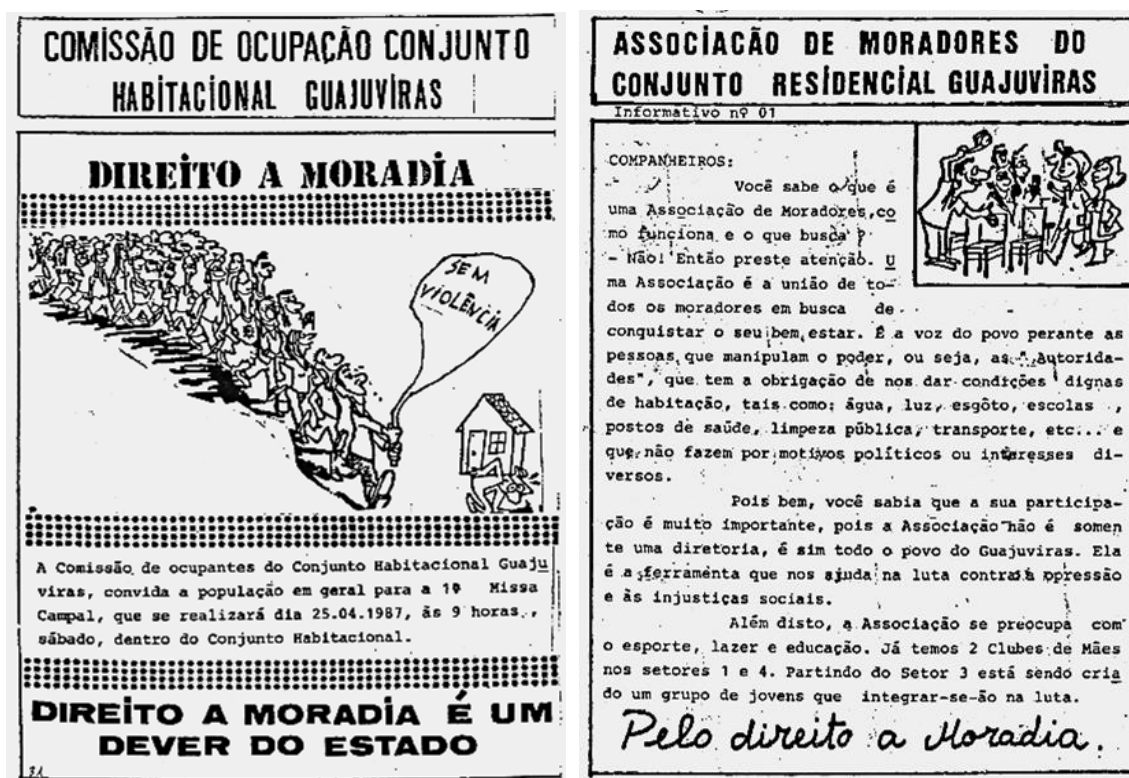 COMISSÃO DE OCUPAÇÃO CONJUNTO
HABITACIONAL GUAJUVIRAS
DIREITO A MORADIA
SEM
VIOLÊNCIA
A Comissão de ocupantes do Conjunto Habitacional Guaju
viras, convida a população em geral para a 1ª Missa
Campal, que se realizará dia 25.04.1987, às 9 horas,
sábado, dentro do Conjunto Habitacional.
DIREITO A MORADIA É UM
DEVER DO ESTADO
31
ASSOCIACÃO DE MORADORES DO
CONJUNTO RESIDENCIAL GUAJUVIRAS
Informativo nº 01
COMPANHEIROS:
Você sabe o que é
uma Associação de Moradores, co
mo funciona e o que busca?
- Não! Então preste atenção. U
ma Associação é a união de to-
dos os moradores em busca de
conquistar o seu bem estar. É a voz do povo perante as
pessoas que manipulam o poder, ou seja, as "Autorida-
des", que tem a obrigação de nos dar condições dignas
de habitação, tais como: água, luz, esgôto, escolas ,
postos de saúde, limpeza pública, transporte, etc... e
que não fazem por motivos políticos ou interesses di-
versos.
Pois bem, você sabia que a sua participa-
ção é muito importante, pois a Associação não é somen
te uma diretoria, é sim todo o povo do Guajuviras. Ela
é a ferramenta que nos ajuda na luta contra a opressão
e às injustiças sociais.
Além disto, a Associação se preocupa com
o esporte, lazer e educação. Já temos 2 Clubes de Mães
nos setores 1 e 4. Partindo do Setor 3 está sendo cria
do um grupo de jovens que integrar-se-ão na luta.
Pelo direito a Moradia.